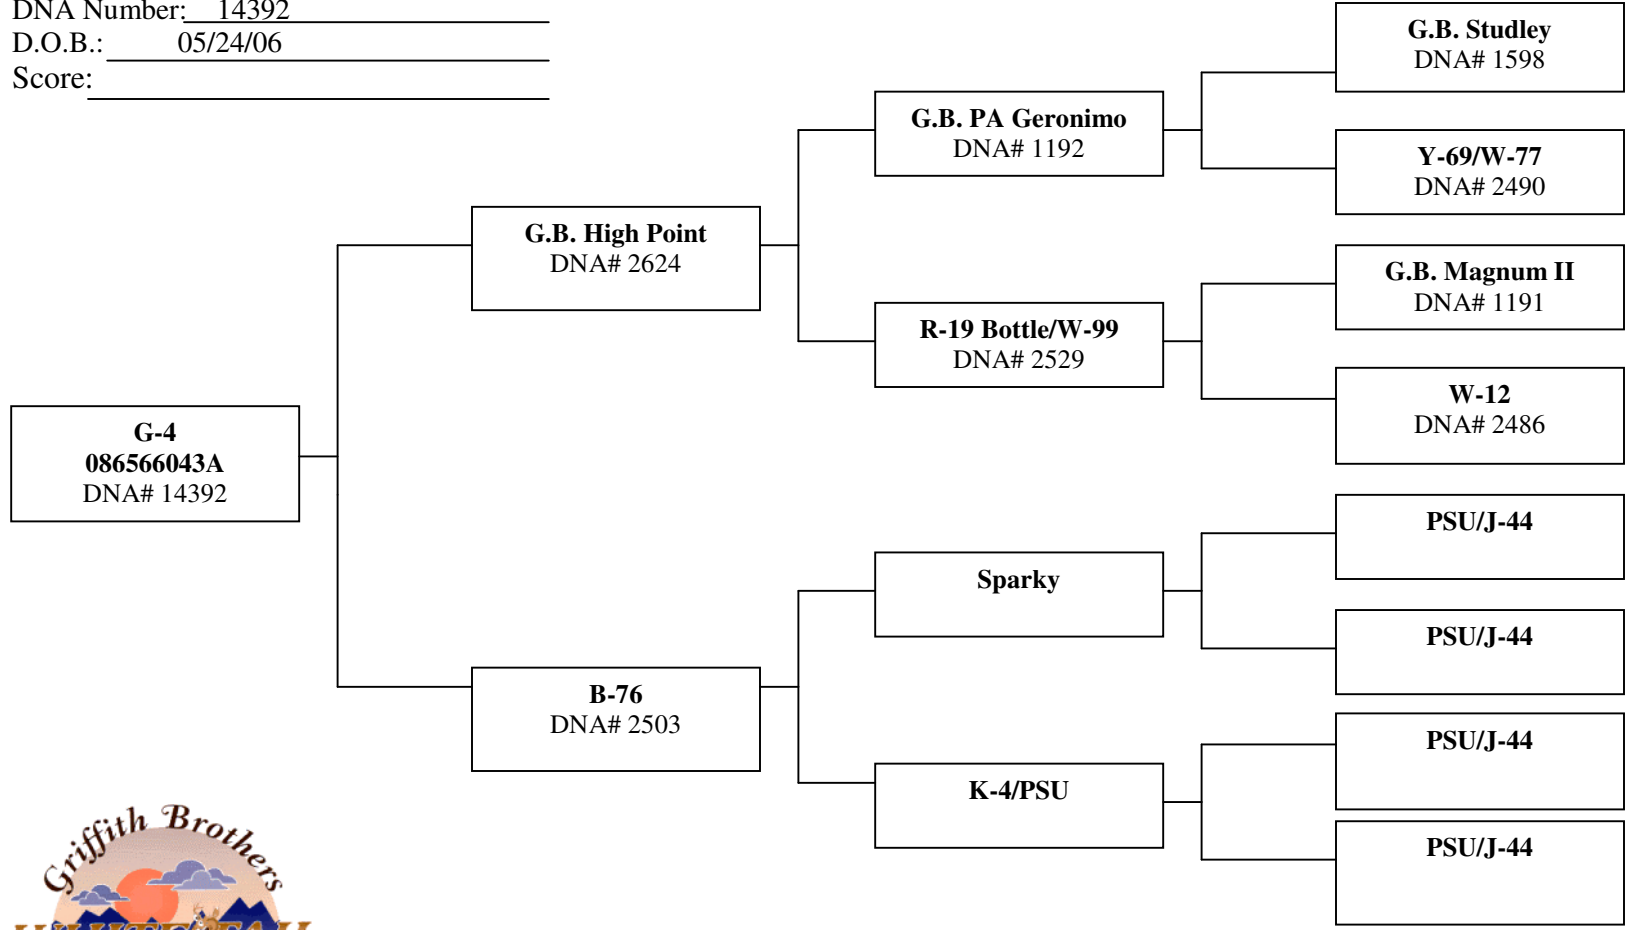 DNA Number: 14392
D.O.B.: 05/24/06
Score:
G.B. Studley
DNA# 1598
G.B. PA Geronimo
DNA# 1192
Y-69/W-77
DNA# 2490
G.B. High Point
DNA# 2624
G.B. Magnum II
DNA# 1191
R-19 Bottle/W-99
DNA# 2529
W-12
DNA# 2486
G-4
086566043A
DNA# 14392
PSU/J-44
Sparky
PSU/J-44
B-76
DNA# 2503
PSU/J-44
K-4/PSU
PSU/J-44
Griffith Brothers